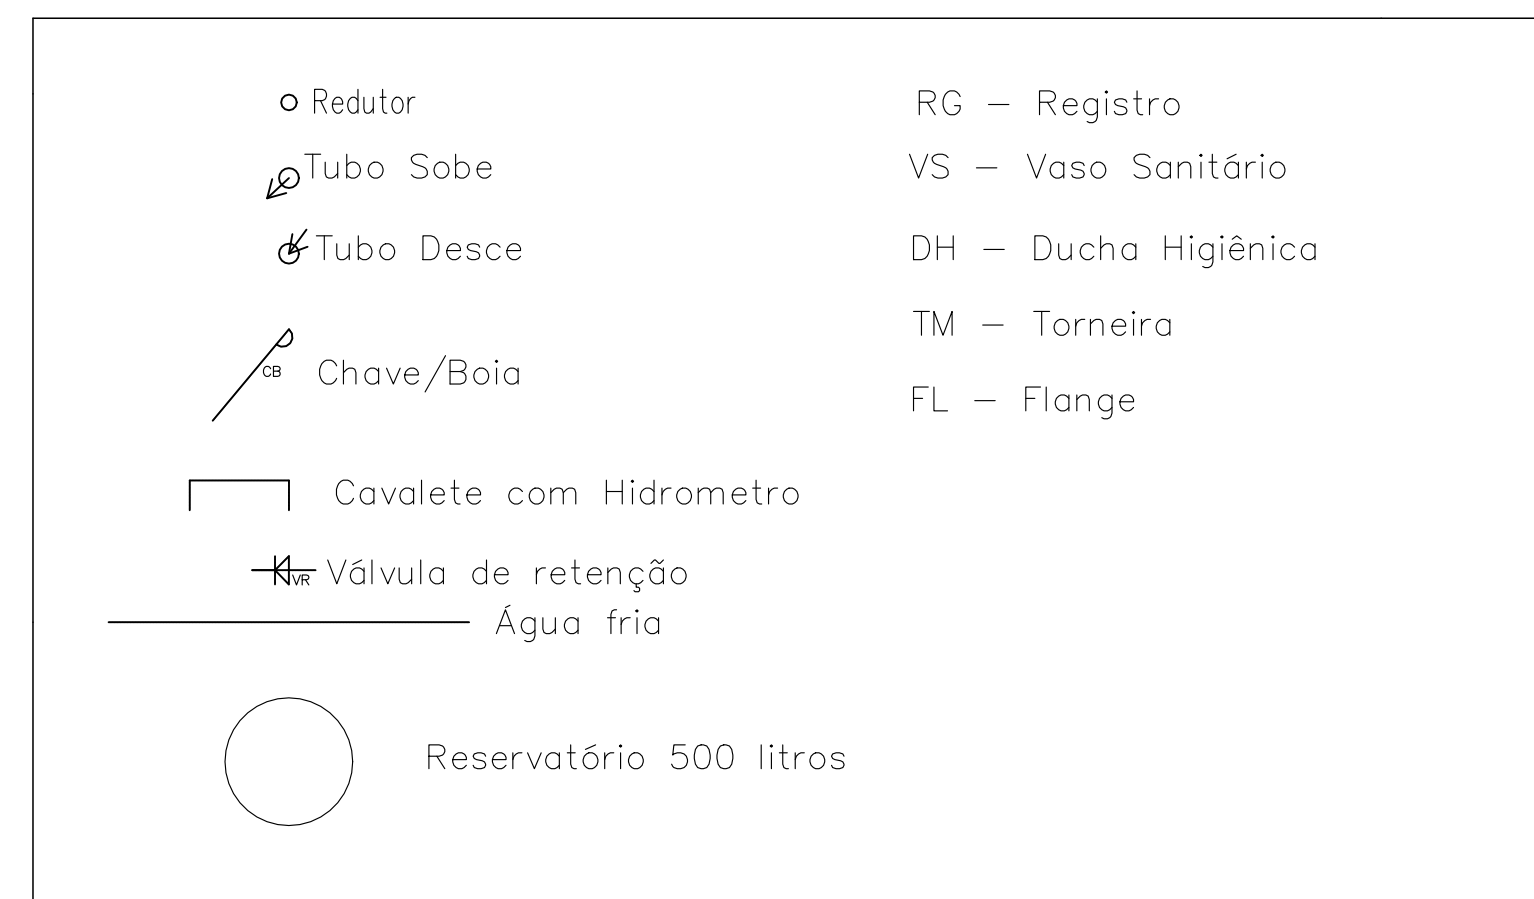 Redutor
Tubo Sobe
Tubo Desce
CB
Chave/Boia
Cavalete com Hidrometro
VR
Válvula de retenção
Água fria
Reservatório 500 litros
RG – Registro
VS – Vaso Sanitário
DH – Ducha Higiênica
TM – Torneira
FL – Flange